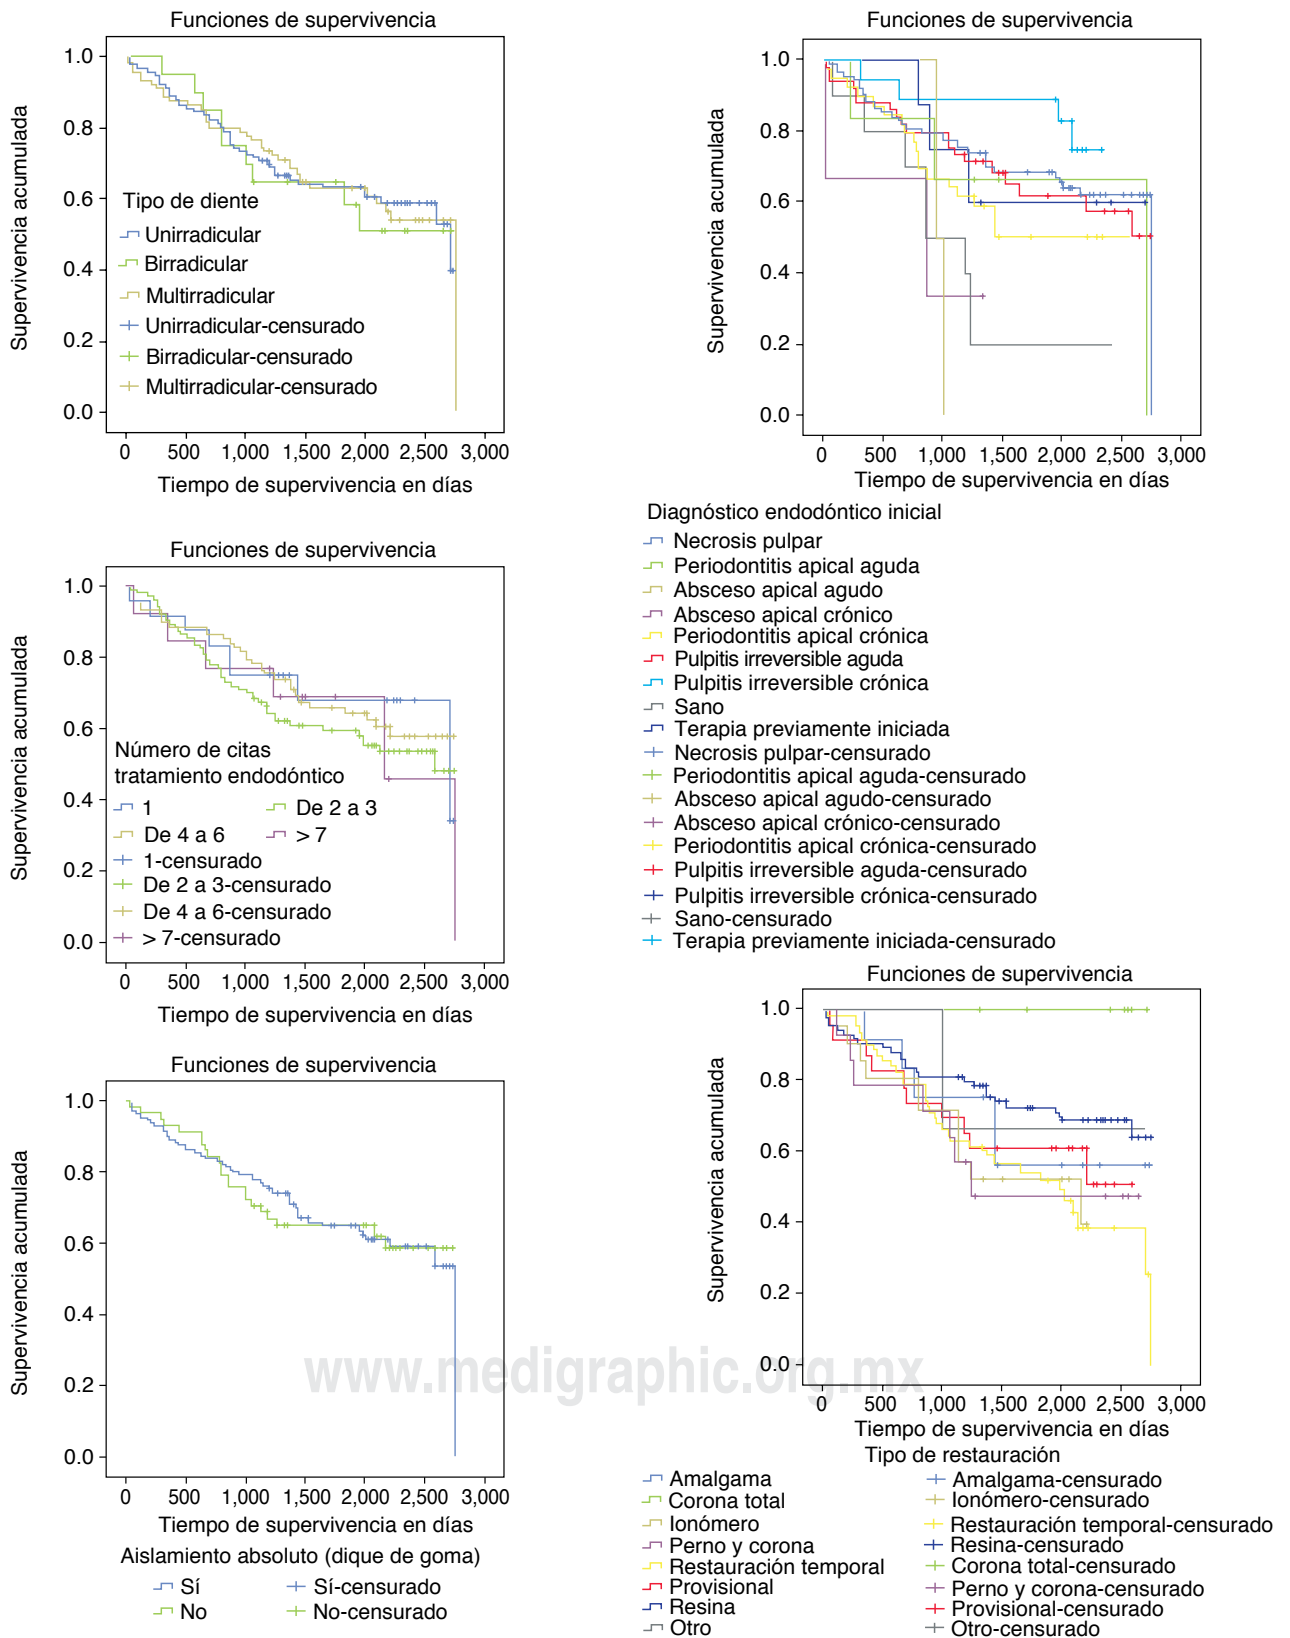 Funciones de supervivencia
Supervivencia acumulada
1.0
0.8
0.6
0.4
0.2
0.0
Tipo de diente
Unirradicular
Birradicular
Multirradicular
Unirradicular-censurado
Birradicular-censurado
Multirradicular-censurado
0 500 1,000 1,500 2,000 2,500 3,000
Tiempo de supervivencia en días
Funciones de supervivencia
Supervivencia acumulada
1.0
0.8
0.6
0.4
0.2
0.0
0 500 1,000 1,500 2,000 2,500 3,000
Tiempo de supervivencia en días
Diagnóstico endodóntico inicial
Necrosis pulpar
Periodontitis apical aguda
Absceso apical agudo
Absceso apical crónico
Periodontitis apical crónica
Pulpitis irreversible aguda
Pulpitis irreversible crónica
Sano
Terapia previamente iniciada
Necrosis pulpar-censurado
Periodontitis apical aguda-censurado
Absceso apical agudo-censurado
Absceso apical crónico-censurado
Periodontitis apical crónica-censurado
Pulpitis irreversible aguda-censurado
Pulpitis irreversible crónica-censurado
Sano-censurado
Terapia previamente iniciada-censurado
Funciones de supervivencia
Supervivencia acumulada
1.0
0.8
0.6
0.4
0.2
0.0
Número de citas
tratamiento endodóntico
1 De 2 a 3
De 4 a 6 > 7
1-censurado
De 2 a 3-censurado
De 4 a 6-censurado
> 7-censurado
0 500 1,000 1,500 2,000 2,500 3,000
Tiempo de supervivencia en días
Funciones de supervivencia
Supervivencia acumulada
1.0
0.8
0.6
0.4
0.2
0.0
0 500 1,000 1,500 2,000 2,500 3,000
Tiempo de supervivencia en días
Aislamiento absoluto (dique de goma)
Sí Sí-censurado
No No-censurado
Funciones de supervivencia
Supervivencia acumulada
1.0
0.8
0.6
0.4
0.2
0.0
0 500 1,000 1,500 2,000 2,500 3,000
Tiempo de supervivencia en días
Tipo de restauración
Amalgama
Corona total
Ionómero
Perno y corona
Restauración temporal
Provisional
Resina
Otro
Amalgama-censurado
Ionómero-censurado
Restauración temporal-censurado
Resina-censurado
Corona total-censurado
Perno y corona-censurado
Provisional-censurado
Otro-censurado
www.medigraphic.org.mx